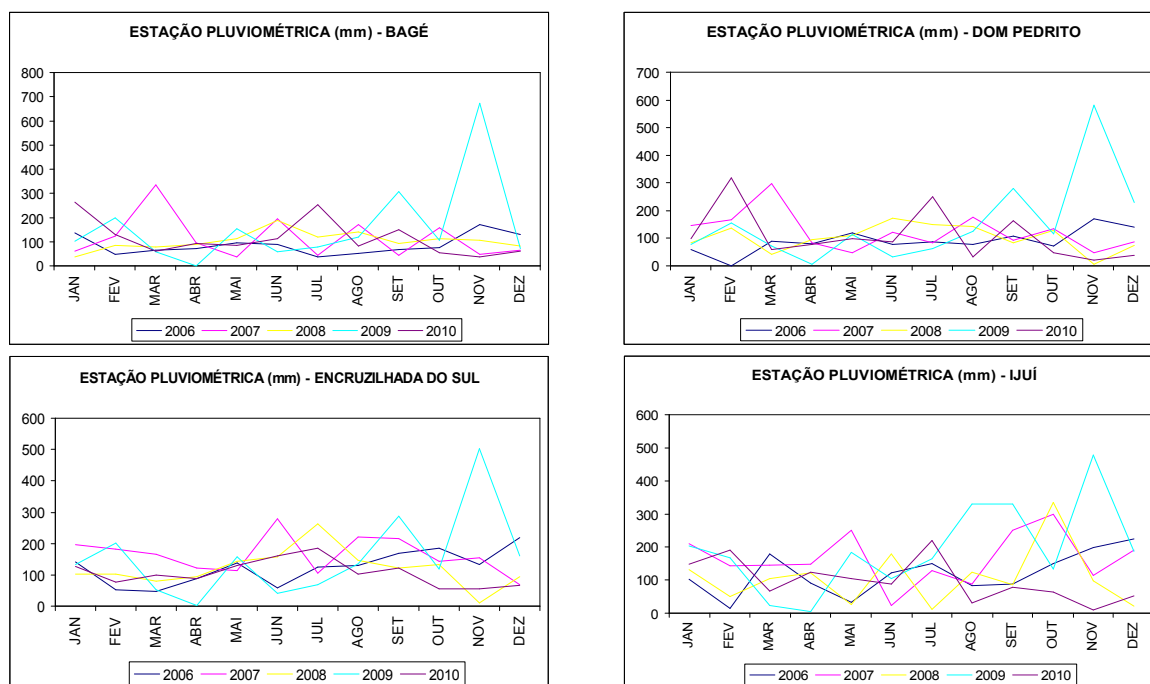 ESTAÇÃO PLUVIOMÉTRICA (mm) - BAGÉ
800
700
600
500
400
300
200
100
0
JAN FEV MAR ABR MAI JUN JUL AGO SET OUT NOV DEZ
2006 2007 2008 2009 2010
ESTAÇÃO PLUVIOMÉTRICA (mm) - DOM PEDRITO
700
600
500
400
300
200
100
0
JAN FEV MAR ABR MAI JUN JUL AGO SET OUT NOV DEZ
2006 2007 2008 2009 2010
ESTAÇÃO PLUVIOMÉTRICA (mm) - ENCRUZILHADA DO SUL
600
500
400
300
200
100
0
JAN FEV MAR ABR MAI JUN JUL AGO SET OUT NOV DEZ
2006 2007 2008 2009 2010
ESTAÇÃO PLUVIOMÉTRICA (mm) - IJUÍ
600
500
400
300
200
100
0
JAN FEV MAR ABR MAI JUN JUL AGO SET OUT NOV DEZ
2006 2007 2008 2009 2010